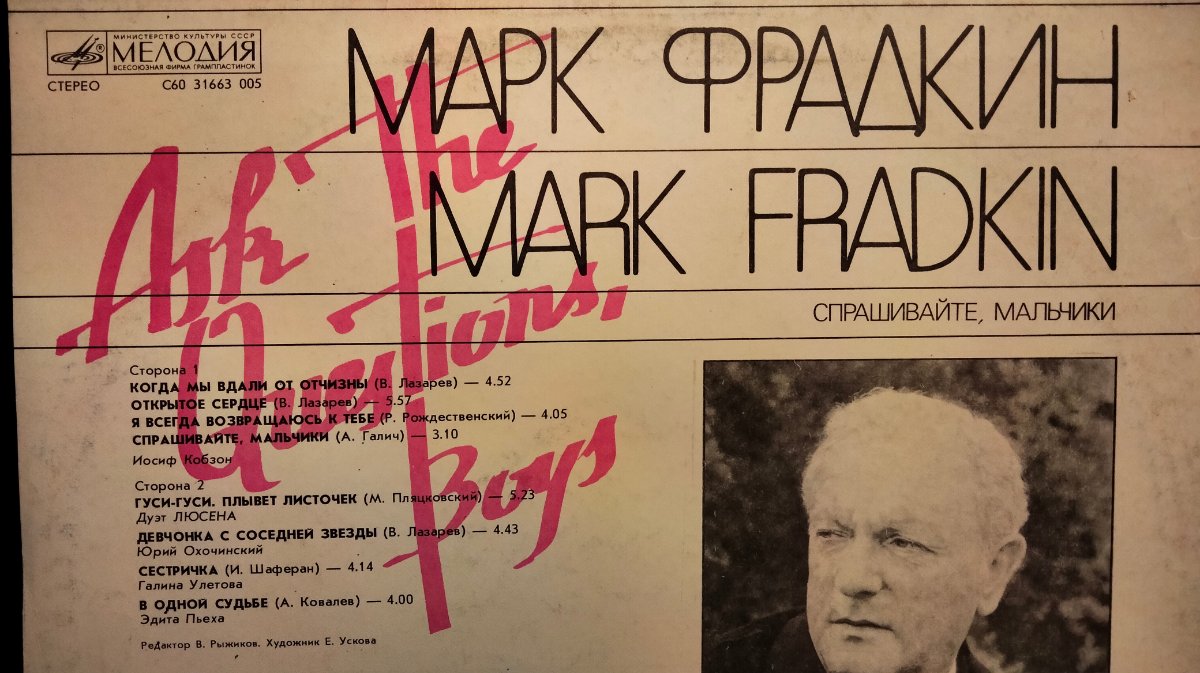 МИНИСТЕРСТВО КУЛЬТУРЫ СССР
МЕЛОДИЯ
ВСЕСОЮЗНАЯ ФИРМА ГРАМПЛАСТИНОК
СТЕРЕО С60 31663 005
МАРК ФРАДКИН
MARK FRADKIN
Ask The
Questions,
Boys
СПРАШИВАЙТЕ, МАЛЬЧИКИ
Сторона 1
КОГДА МЫ ВДАЛИ ОТ ОТЧИЗНЫ (В. Лазарев) — 4.52
ОТКРЫТОЕ СЕРДЦЕ (В. Лазарев) — 5.57
Я ВСЕГДА ВОЗВРАЩАЮСЬ К ТЕБЕ (Р. Рождественский) — 4.05
СПРАШИВАЙТЕ, МАЛЬЧИКИ (А. Галич) — 3.10
Иосиф Кобзон
Сторона 2
ГУСИ-ГУСИ. ПЛЫВЕТ ЛИСТОЧЕК (М. Пляцковский) — 5.23
Дуэт ЛЮСЕНА
ДЕВЧОНКА С СОСЕДНЕЙ ЗВЕЗДЫ (В. Лазарев) — 4.43
Юрий Охочинский
СЕСТРИЧКА (И. Шаферан) — 4.14
Галина Улетова
В ОДНОЙ СУДЬБЕ (А. Ковалев) — 4.00
Эдита Пьеха
Редактор В. Рыжиков. Художник Е. Ускова